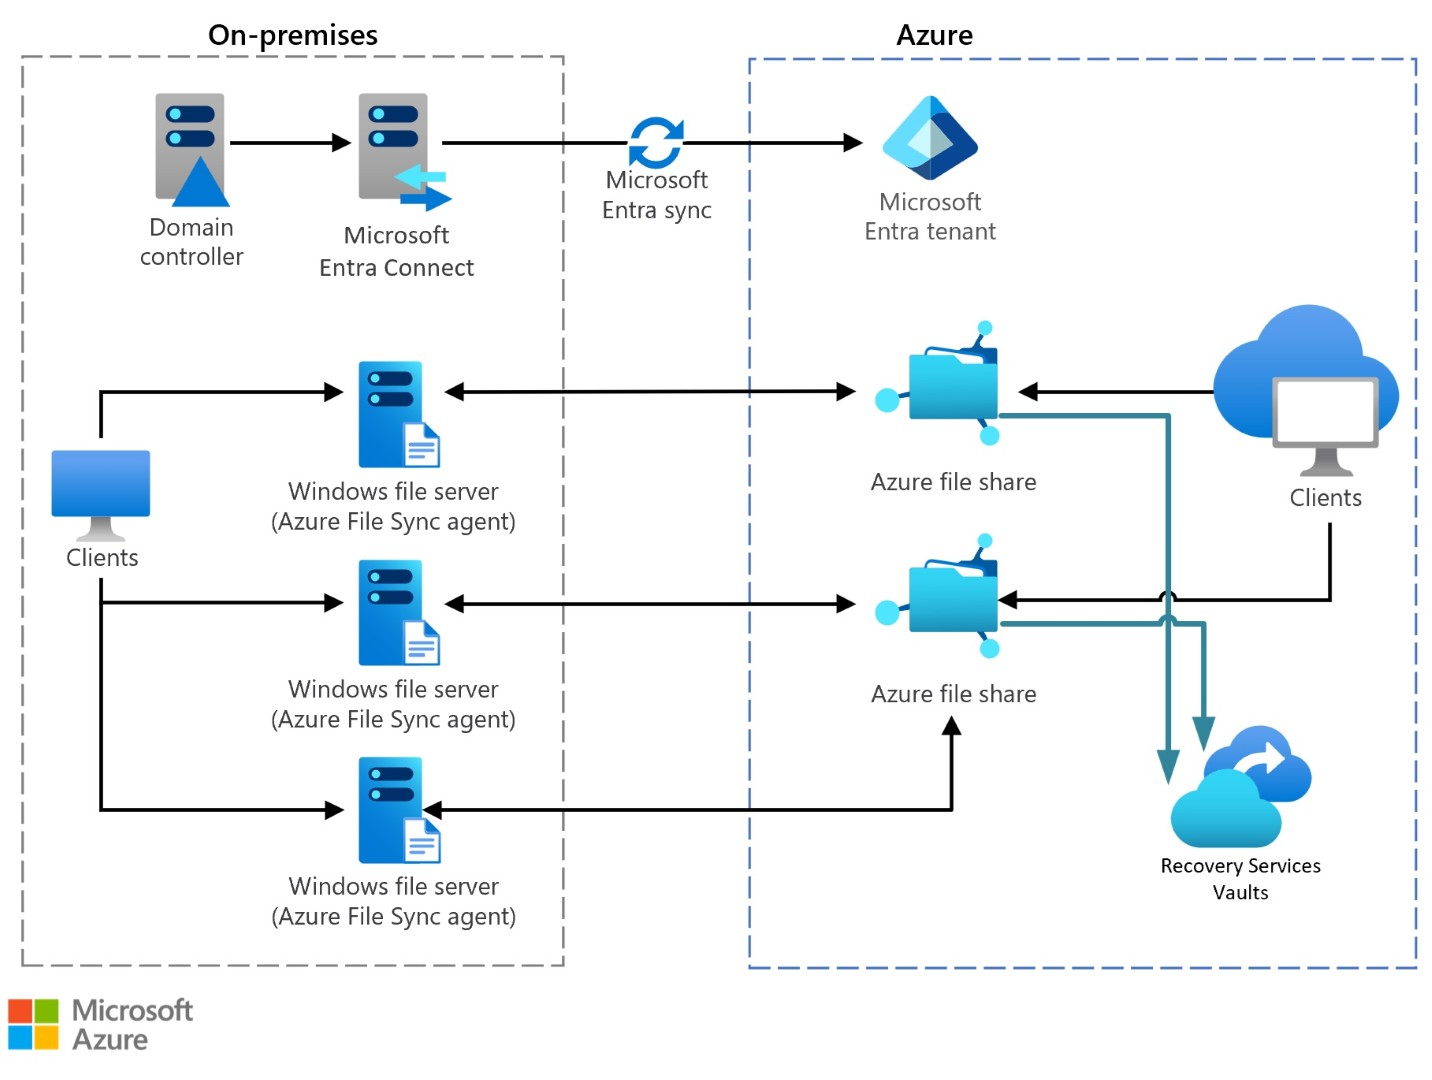 On-premises
Azure
Domain
controller
Microsoft
Entra Connect
Microsoft
Entra sync
Microsoft
Entra tenant
Windows file server
(Azure File Sync agent)
Azure file share
Clients
Clients
Windows file server
(Azure File Sync agent)
Azure file share
Windows file server
(Azure File Sync agent)
Recovery Services
Vaults
Microsoft
Azure